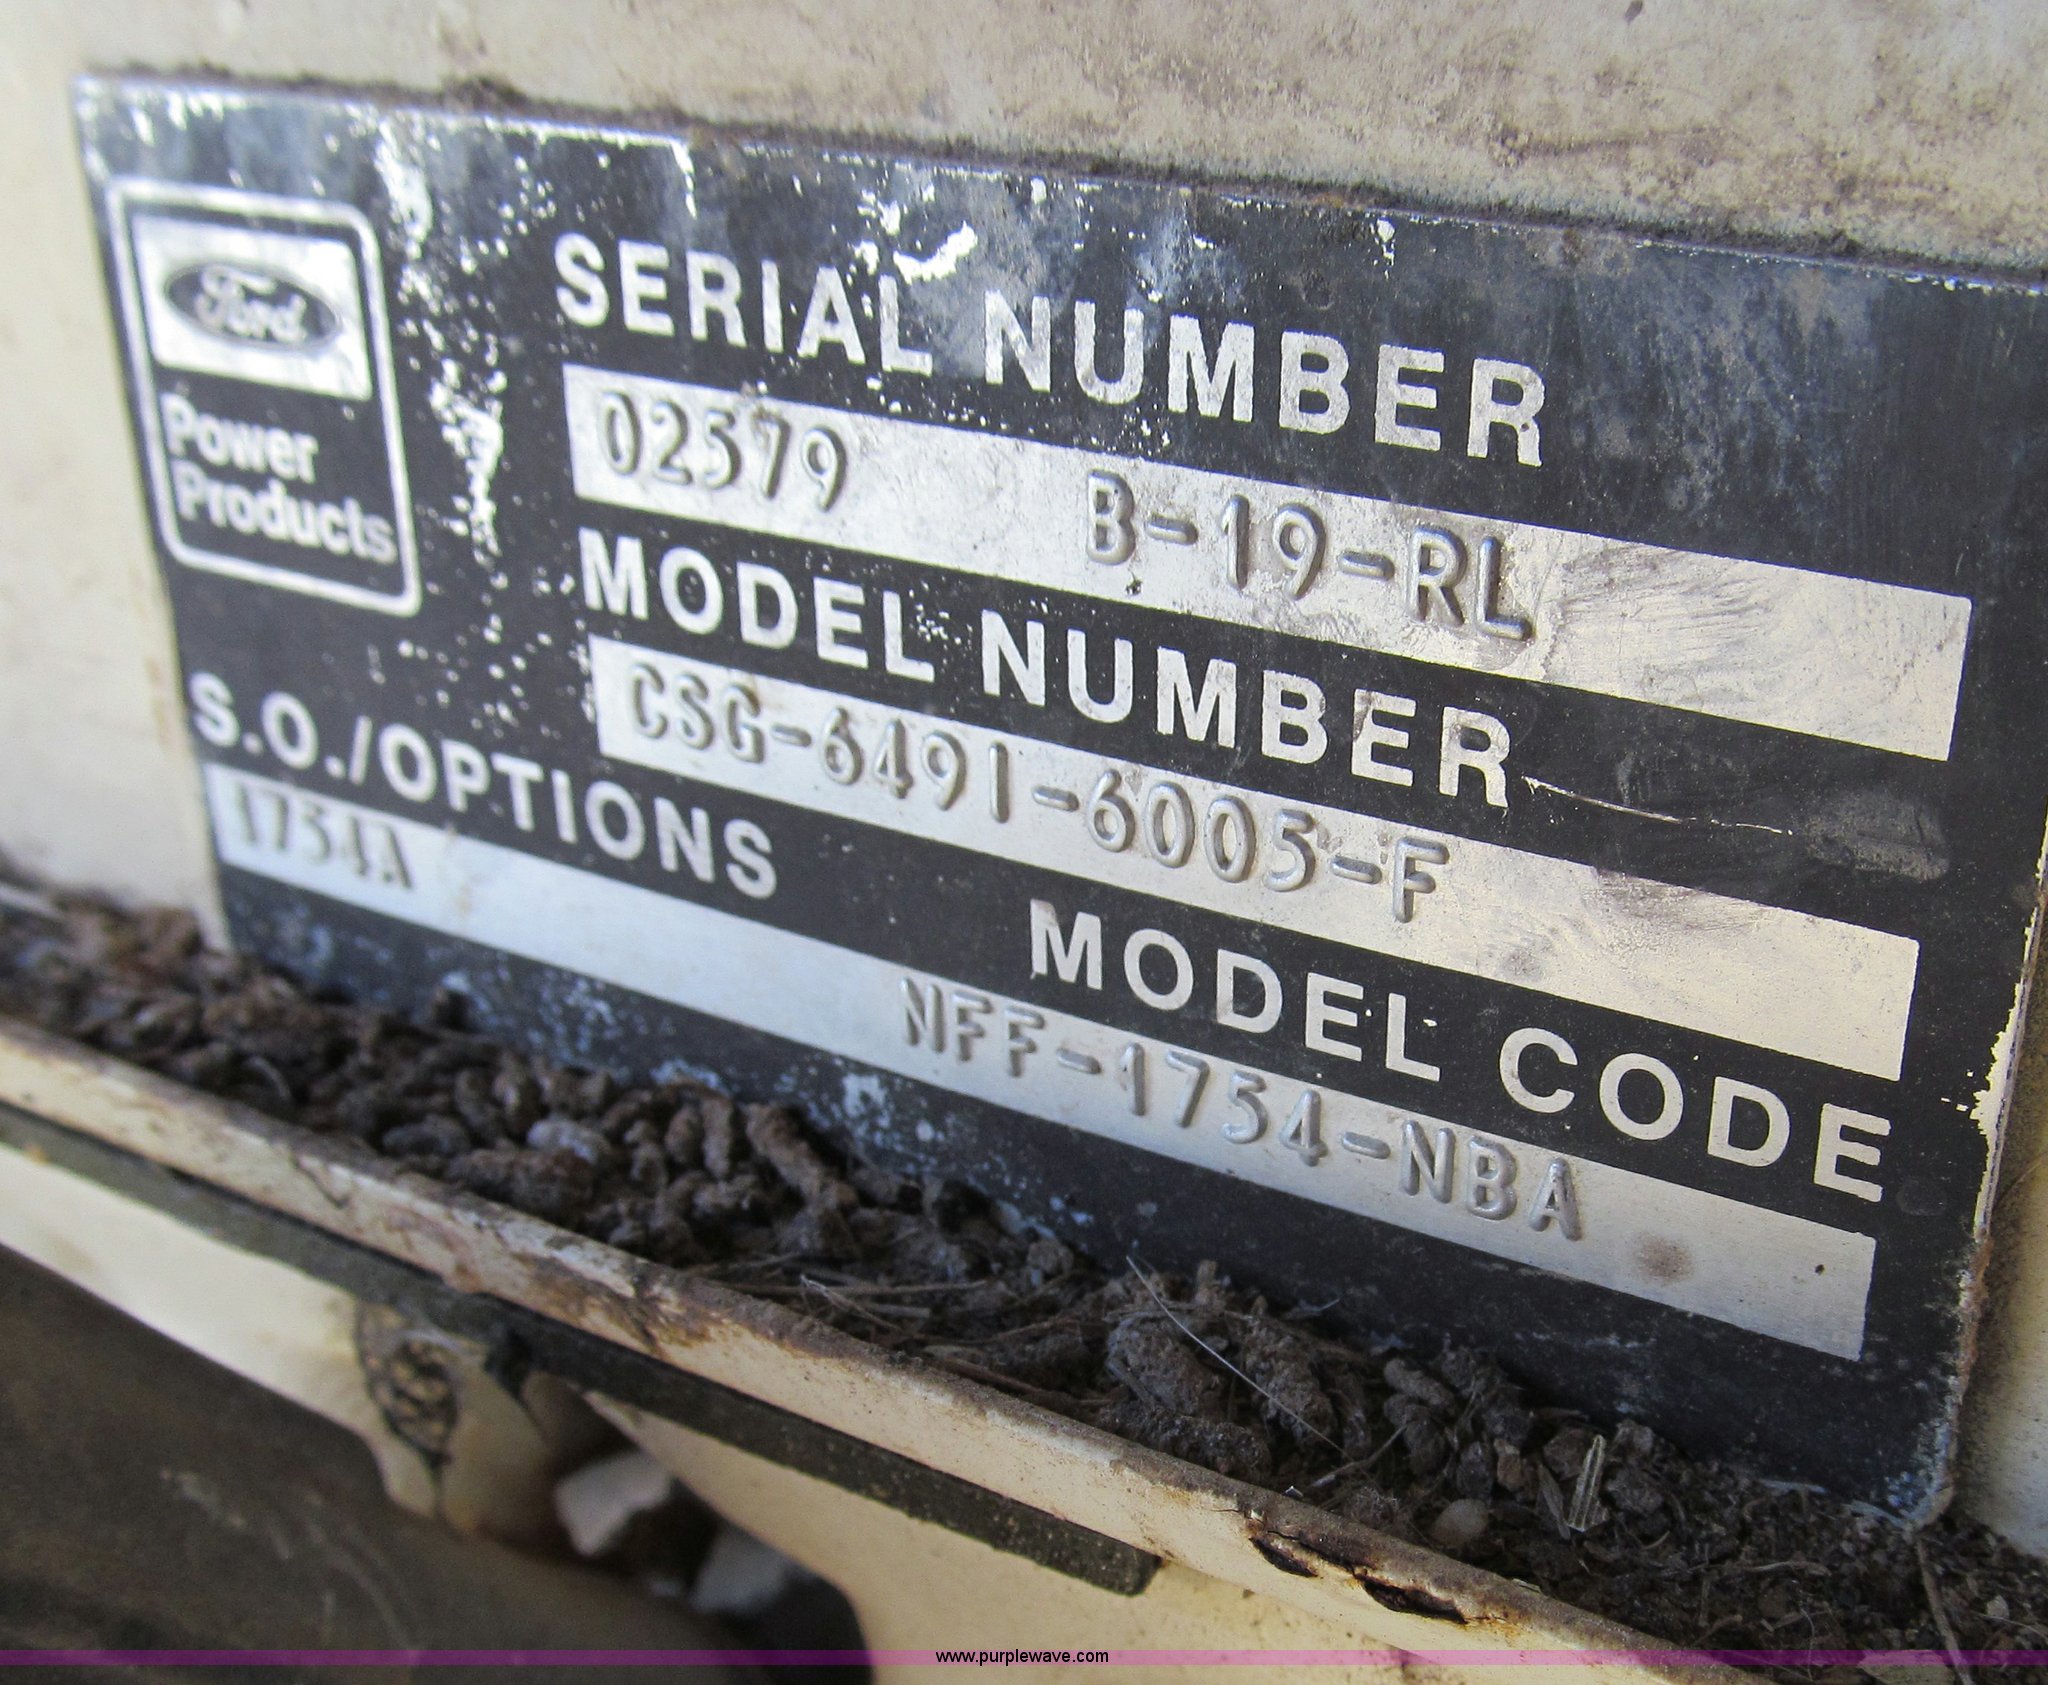 Ford
Power
Products
SERIAL NUMBER
02579 B-19-RL
MODEL NUMBER
CSG-6491-6005-F
S.O./OPTIONS
1754A
MODEL CODE
NFF-1754-NBA
www.purplewave.com